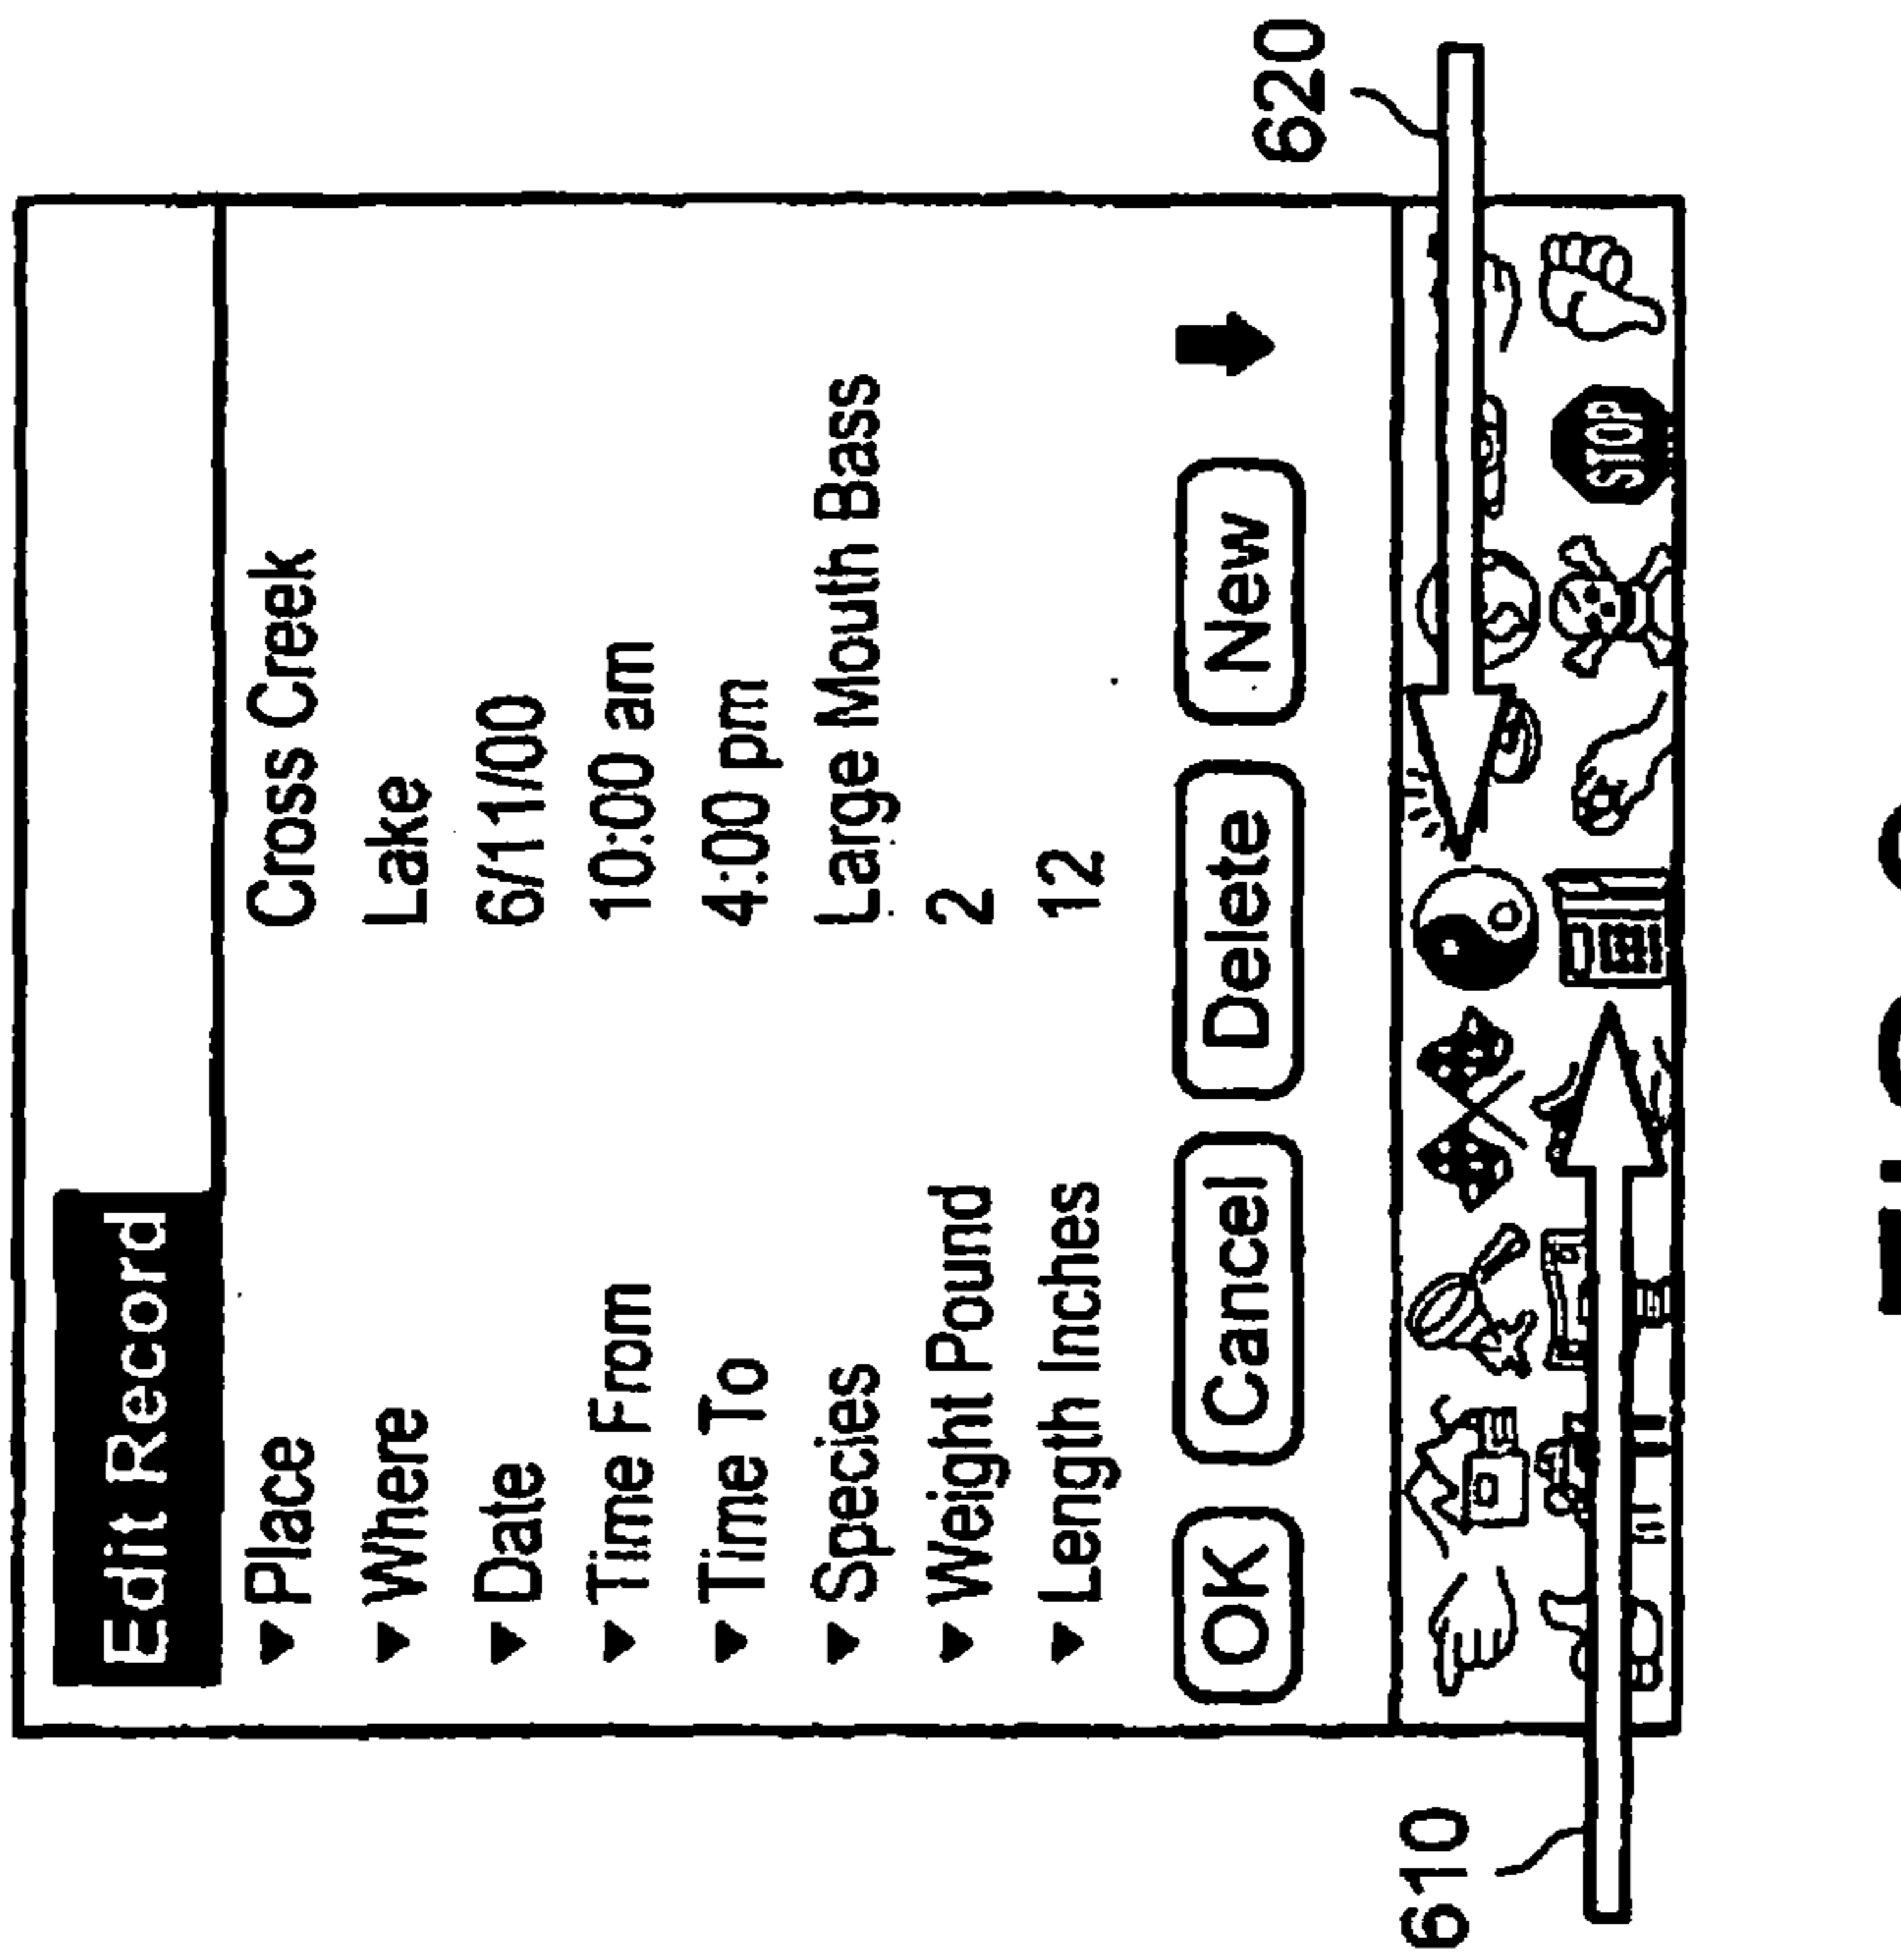 Edit Record
Place Cross Creek
Where Lake
Date 6/11/00
Time From 10:00 am
Time To 4:00 pm
Species Large Mouth Bass
Weight Pound 2
Length Inches 12
OK Cancel Delete New
620
STOP
610